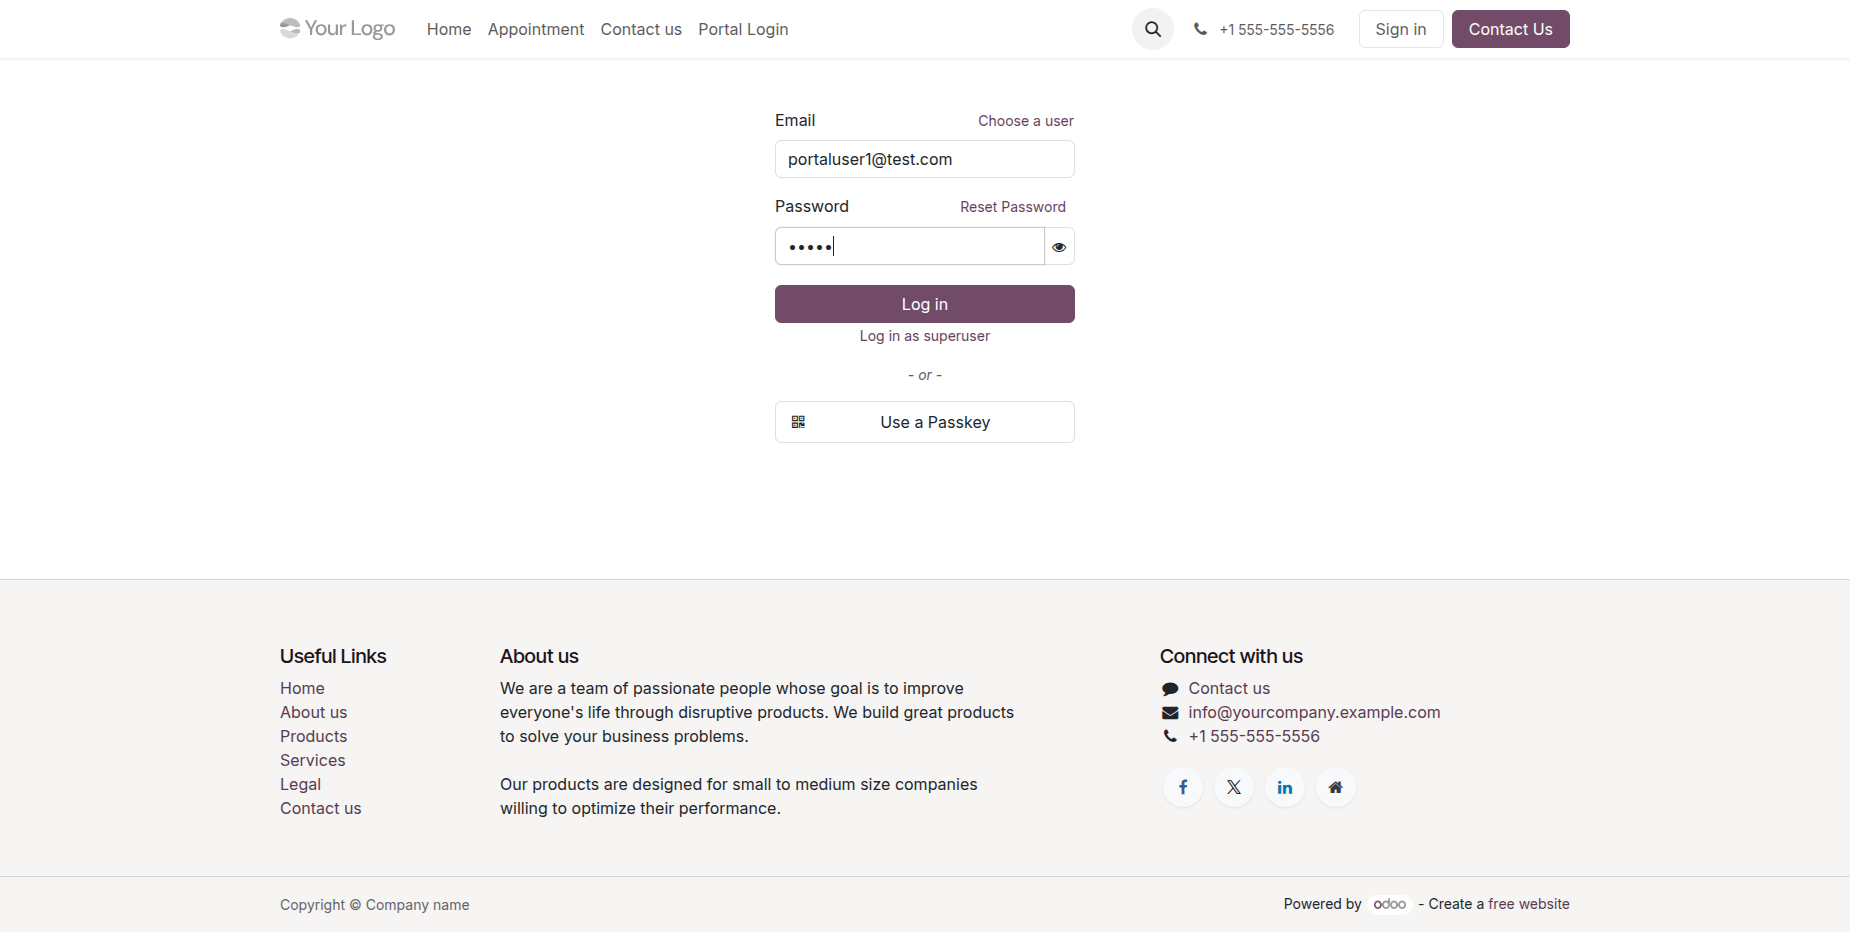 Your Logo
Home Appointment Contact us Portal Login
+1 555-555-5556
Sign in
Contact Us
Email
Choose a user
portaluser1@test.com
Password
Reset Password
•••••
Log in
Log in as superuser
- or -
Use a Passkey
Useful Links
Home
About us
Products
Services
Legal
Contact us
About us
We are a team of passionate people whose goal is to improve
everyone's life through disruptive products. We build great products
to solve your business problems.
Our products are designed for small to medium size companies
willing to optimize their performance.
Connect with us
Contact us
info@yourcompany.example.com
+1 555-555-5556
Copyright © Company name
Powered by odoo - Create a free website